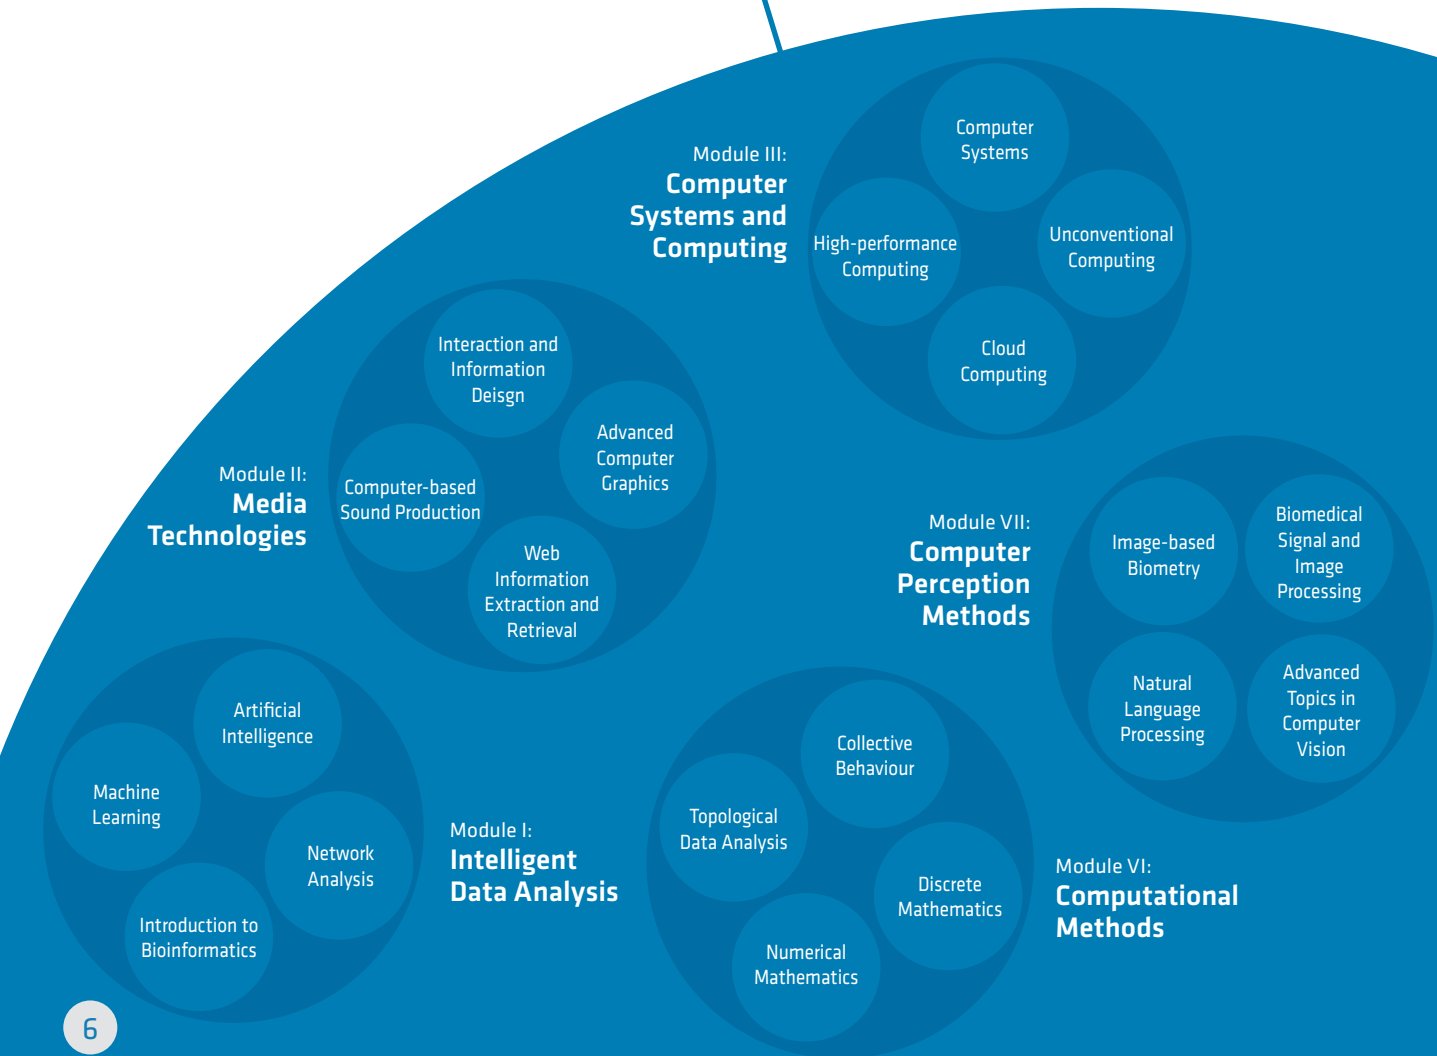 Module III:
Computer
Systems and
Computing
Computer
Systems
High-performance
Computing
Unconventional
Computing
Cloud
Computing
Module II:
Media
Technologies
Interaction and
Information
Deisgn
Advanced
Computer
Graphics
Computer-based
Sound Production
Web
Information
Extraction and
Retrieval
Module VII:
Computer
Perception
Methods
Image-based
Biometry
Biomedical
Signal and
Image
Processing
Natural
Language
Processing
Advanced
Topics in
Computer
Vision
Artificial
Intelligence
Machine
Learning
Network
Analysis
Introduction to
Bioinformatics
Module I:
Intelligent
Data Analysis
Collective
Behaviour
Topological
Data Analysis
Discrete
Mathematics
Numerical
Mathematics
Module VI:
Computational
Methods
6